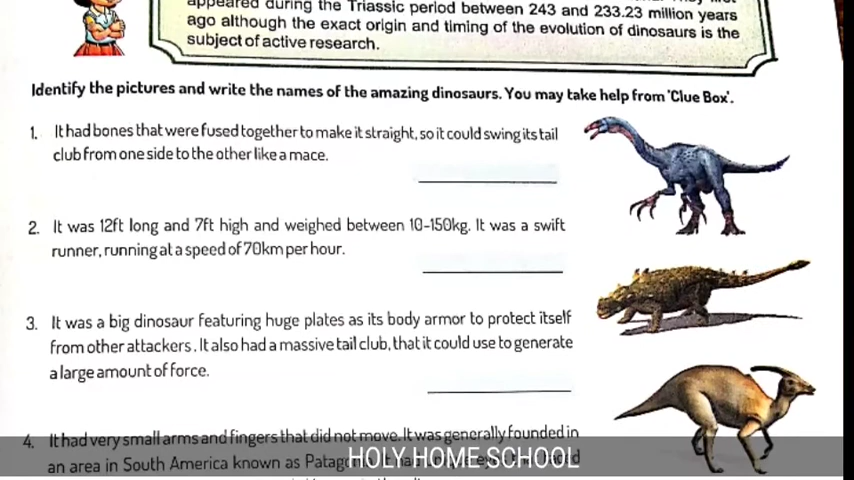 appeared during the Triassic period between 243 and 233.23 million years
ago although the exact origin and timing of the evolution of dinosaurs is the
subject of active research.
Identify the pictures and write the names of the amazing dinosaurs. You may take help from 'Clue Box'.
1. It had bones that were fused together to make it straight, so it could swing its tail
club from one side to the other like a mace.
2. It was 12ft long and 7ft high and weighed between 10-150kg. It was a swift
runner, running at a speed of 70km per hour.
3. It was a big dinosaur featuring huge plates as its body armor to protect itself
from other attackers. It also had a massive tail club, that it could use to generate
a large amount of force.
4. It had very small arms and fingers that did not move. It was generally founded in
an area in South America known as
HOLY HOME SCHOOL